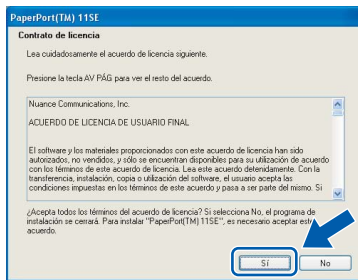 PaperPort(TM) 11SE
Contrato de licencia
Lea cuidadosamente el acuerdo de licencia siguiente.
Presione la tecla AV PÁG para ver el resto del acuerdo.
Nuance Communications, Inc.
ACUERDO DE LICENCIA DE USUARIO FINAL
El software y los materiales proporcionados con este acuerdo de licencia han sido
autorizados, no vendidos, y sólo se encuentran disponibles para su utilización de acuerdo
con los términos de este acuerdo de licencia. Lea este acuerdo detenidamente. Con la
transferencia, instalación, copia o utilización del software, el usuario acepta las
condiciones impuestas en los términos de este acuerdo y pasa a ser parte del mismo. Si
¿Acepta todos los términos del acuerdo de licencia? Si selecciona No, el programa de
instalación se cerrará. Para instalar "PaperPort(TM) 11SE", es necesario aceptar este
acuerdo.
Sí
No